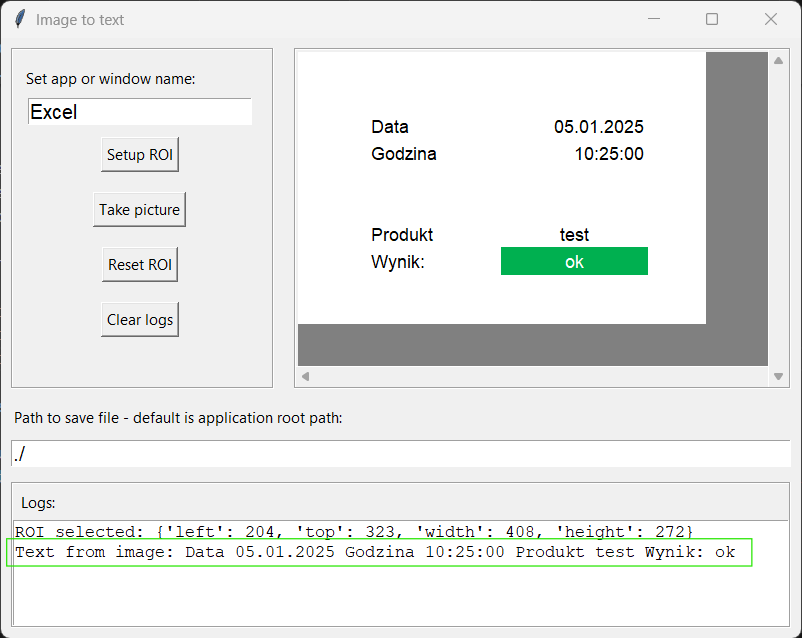 Image to text
Set app or window name:
Excel
Setup ROI
Take picture
Reset ROI
Clear logs
Data 05.01.2025
Godzina 10:25:00
Produkt test
Wynik: ok
Path to save file - default is application root path:
./
Logs:
ROI selected: {'left': 204, 'top': 323, 'width': 408, 'height': 272}
Text from image: Data 05.01.2025 Godzina 10:25:00 Produkt test Wynik: ok